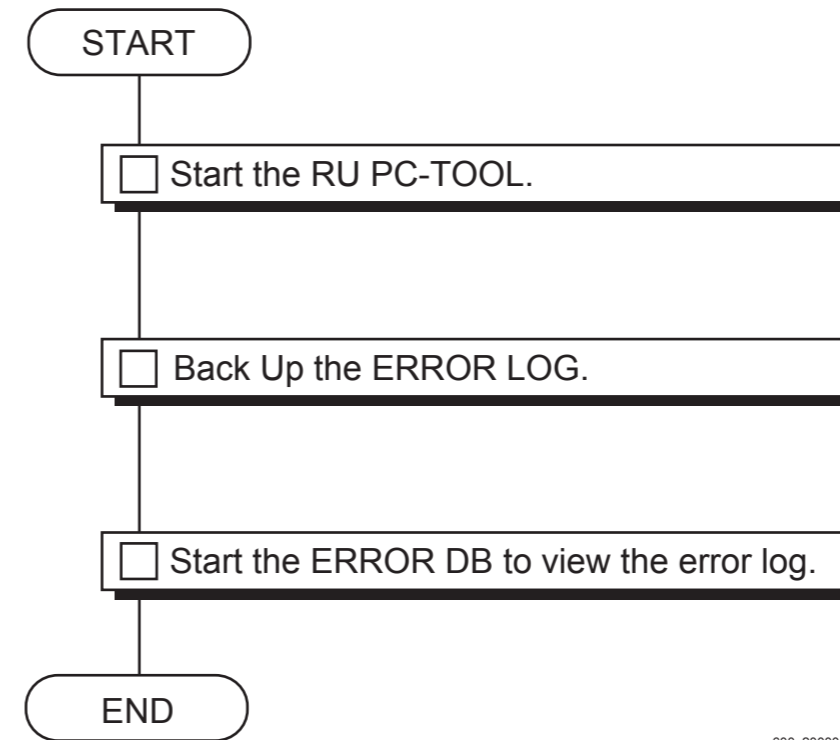 START
Start the RU PC-TOOL.
Back Up the ERROR LOG.
Start the ERROR DB to view the error log.
END